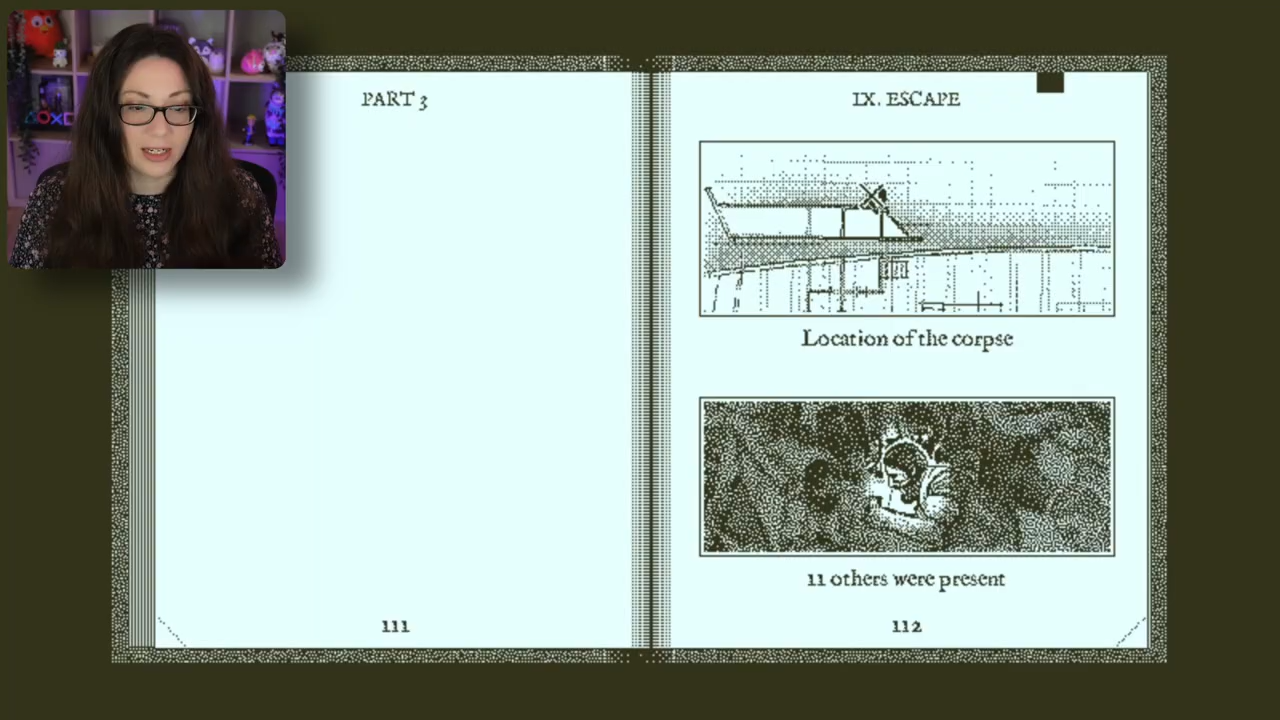 PART 3
IX. ESCAPE
Location of the corpse
11 others were present
111
112